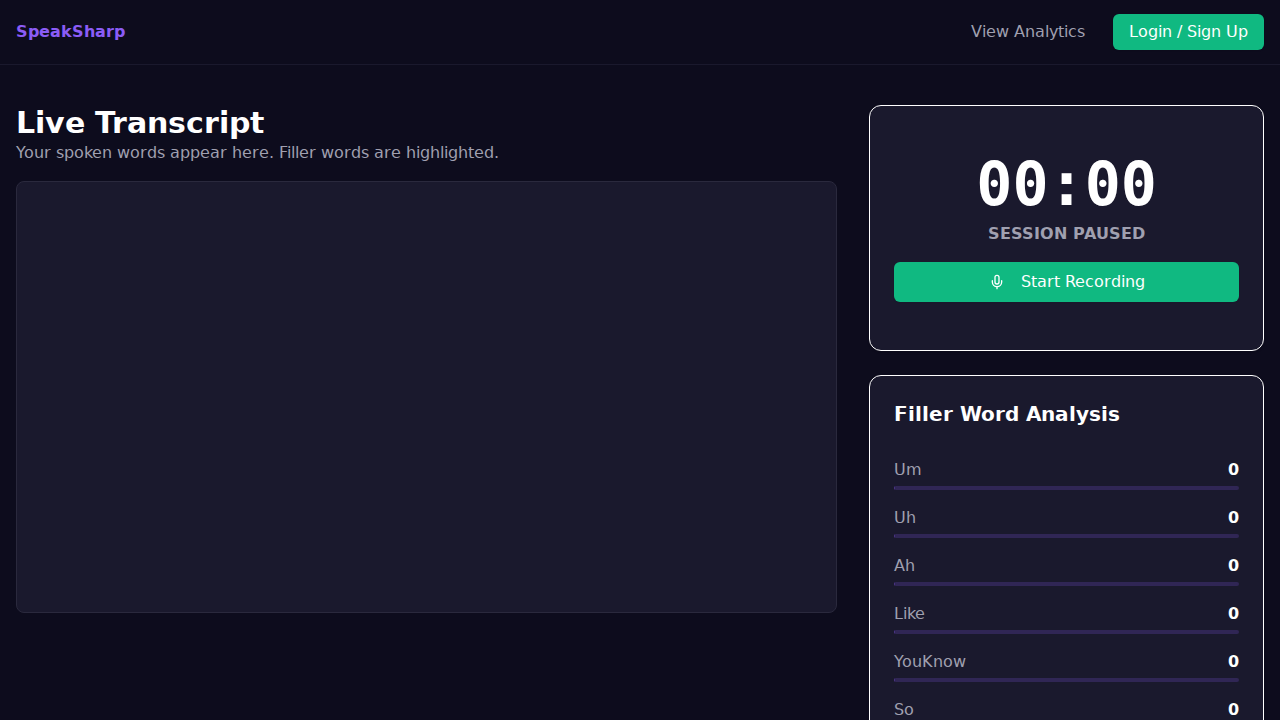 SpeakSharp
View Analytics
Login / Sign Up
Live Transcript
Your spoken words appear here. Filler words are highlighted.
00:00
SESSION PAUSED
Start Recording
Filler Word Analysis
Um 0
Uh 0
Ah 0
Like 0
YouKnow 0
So 0